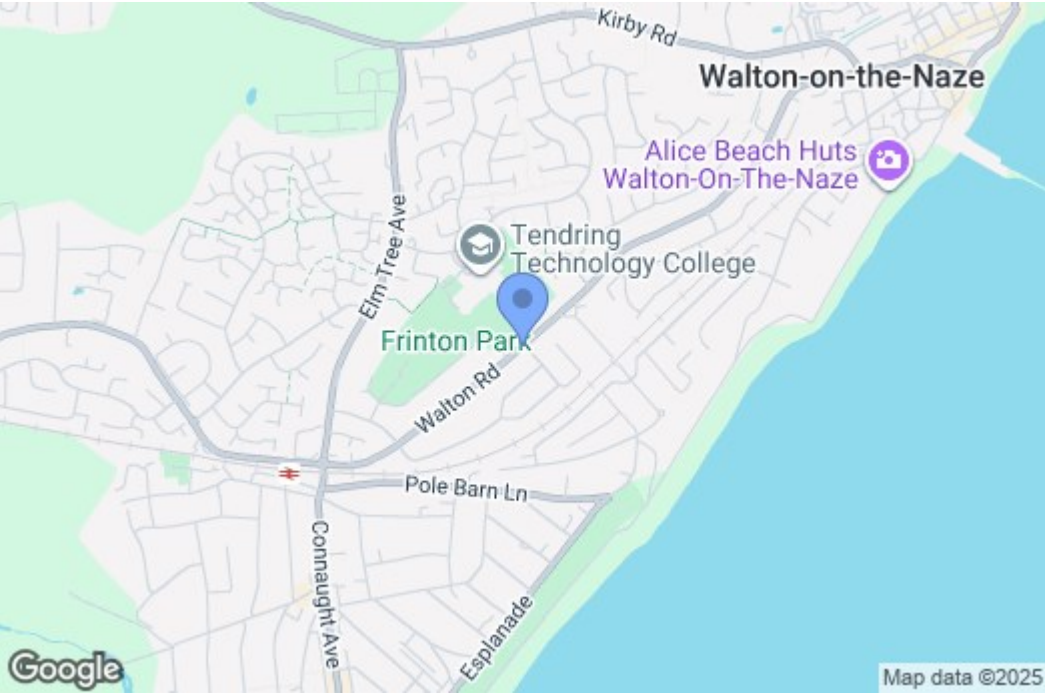 Kirby Rd
Walton-on-the-Naze
Alice Beach Huts
Walton-On-The-Naze
Elm Tree Ave
Tendring
Technology College
Frinton Park
Walton Rd
Pole Barn Ln
Connaught Ave
Esplanade
Google
Map data ©2025